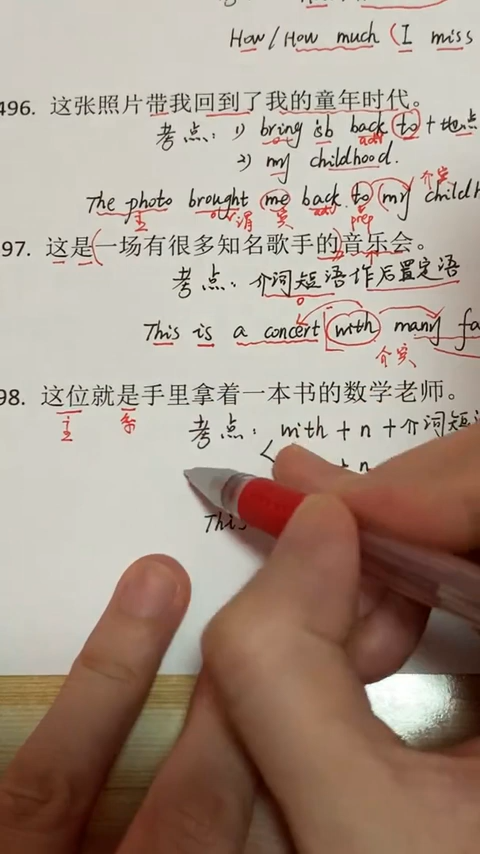 How/How much (I miss
496. 这张照片带我回到了我的童年时代。
考点: 1) bring sb back to + 地点
adv
2) my childhood.
介宾
The photo brought me back to my childh
主 谓 宾 adv prep
97. 这是(一场有很多知名歌手的)音乐会。
考点: 介词短语作后置定语
This is a concert with many fa
介宾
98. 这位就是手里拿着一本书的数学老师。
主 系
考点: with + n + 介词短语
+ n
This